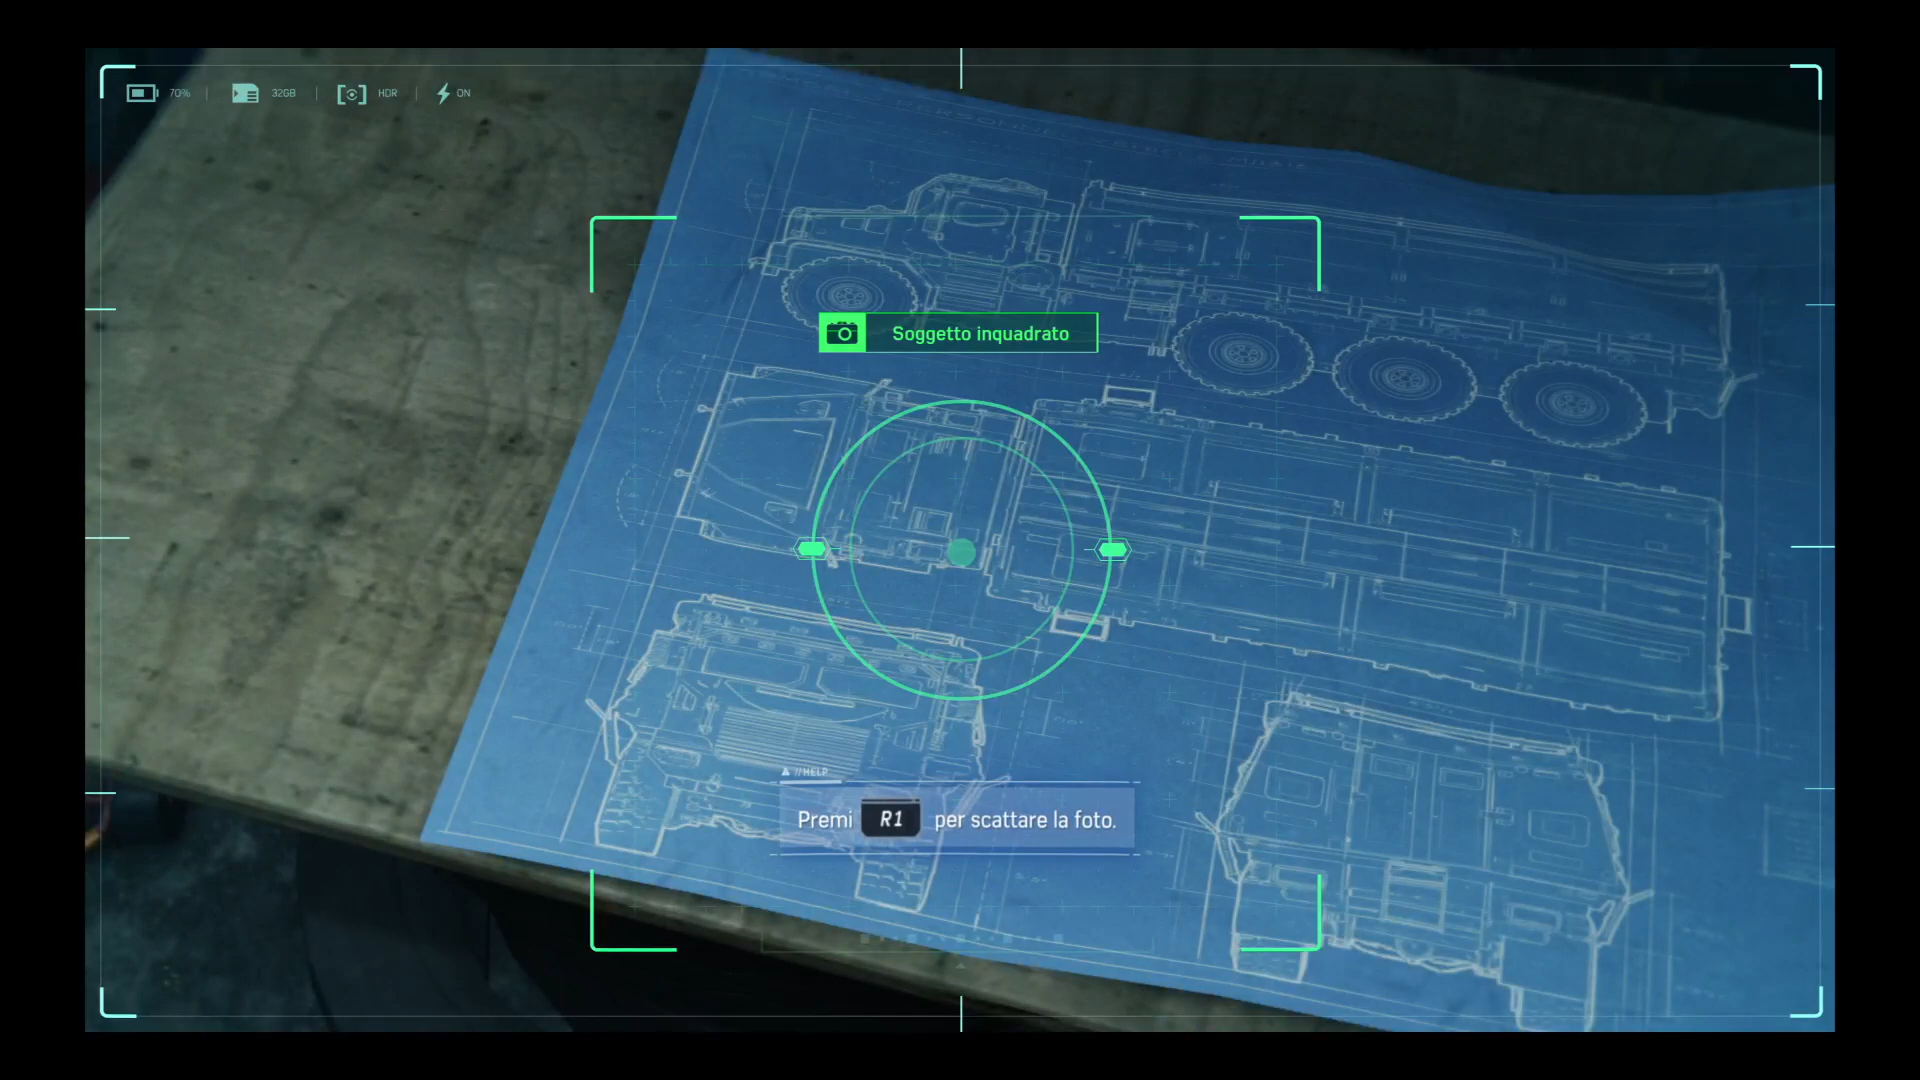 70% | 32GB | HDR | ON
Soggetto inquadrato
//HELP
Premi R1 per scattare la foto.